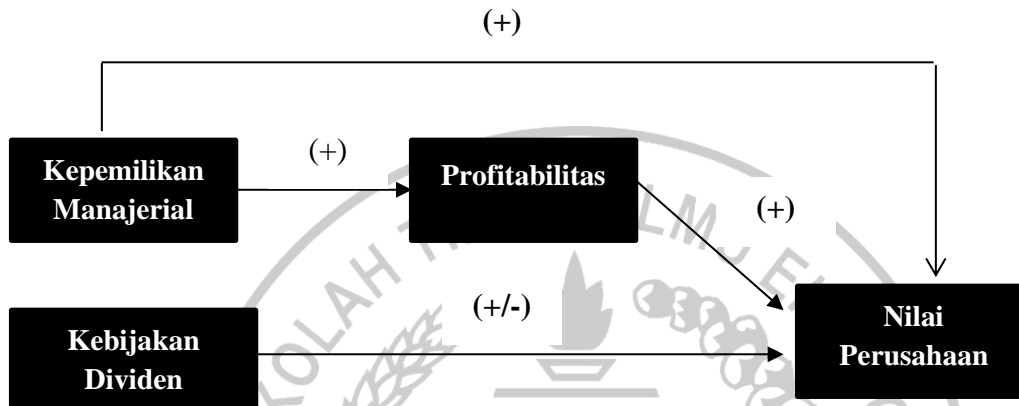 (+)
Kepemilikan
Manajerial
(+)
Profitabilitas
(+)
Kebijakan
Dividen
(+/-)
Nilai
Perusahaan